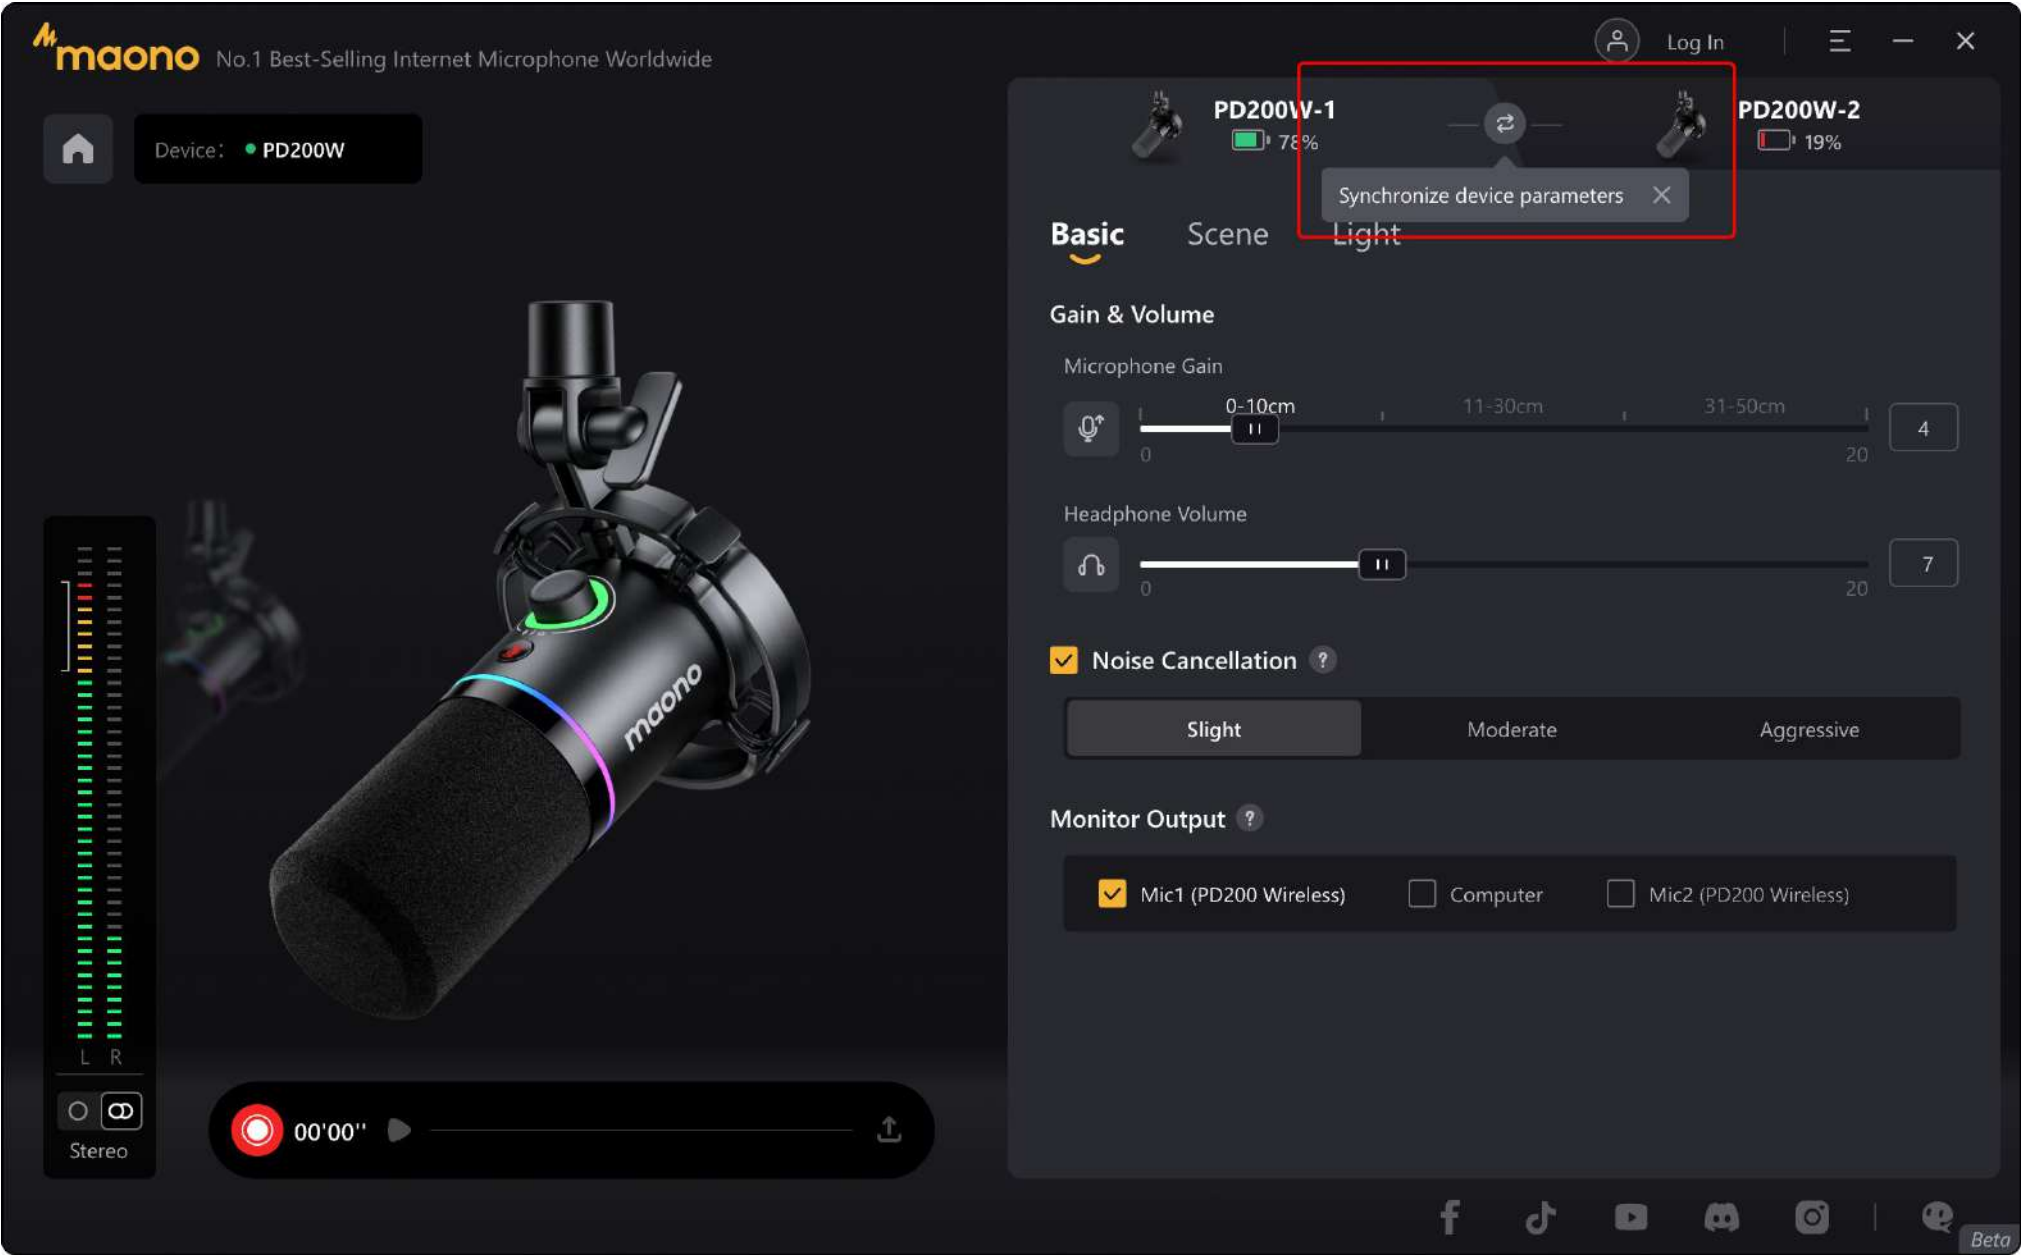 maono No.1 Best-Selling Internet Microphone Worldwide
Log In
Device: PD200W
PD200W-1
78%
PD200W-2
19%
Synchronize device parameters
Basic Scene Light
Gain & Volume
Microphone Gain
0-10cm 11-30cm 31-50cm
4
0 20
Headphone Volume
7
0 20
Noise Cancellation ?
Slight Moderate Aggressive
Monitor Output ?
Mic1 (PD200 Wireless) Computer Mic2 (PD200 Wireless)
maono
L R
Stereo
00'00''
Beta